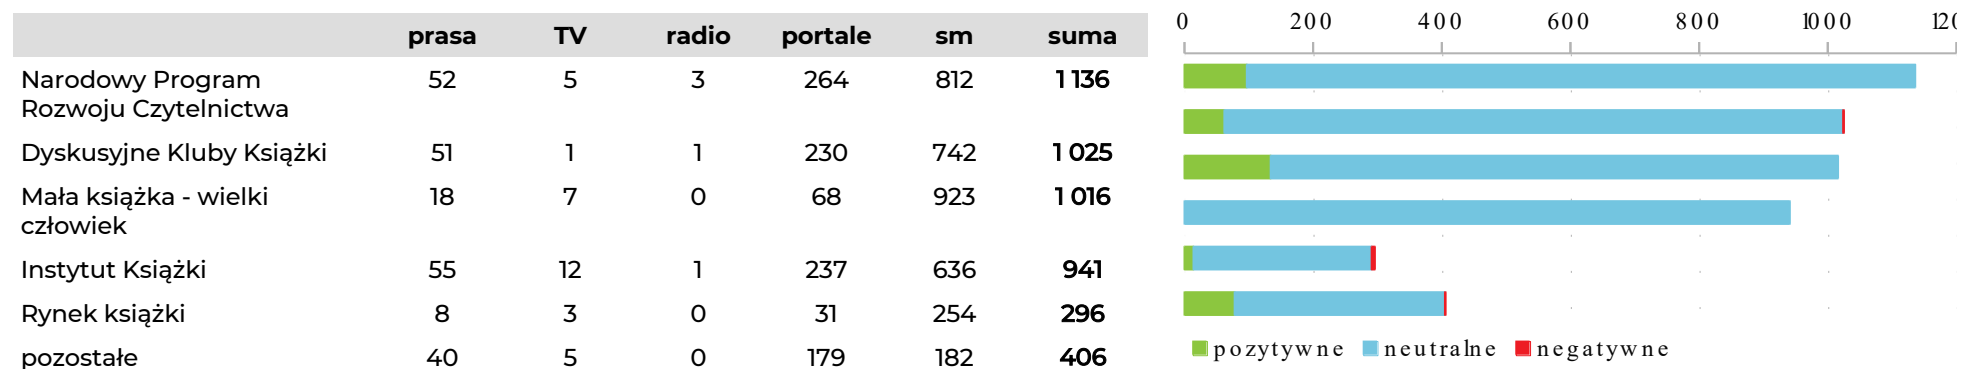 prasa TV radio portale sm suma
Narodowy Program 52 5 3 264 812 1 136
Rozwoju Czytelnictwa
Dyskusyjne Kluby Książki 51 1 1 230 742 1 025
Mała książka - wielki 18 7 0 68 923 1 016
człowiek
Instytut Książki 55 12 1 237 636 941
Rynek książki 8 3 0 31 254 296
pozostałe 40 5 0 179 182 406
0 200 400 600 800 1000 120
pozytywne neutralne negatywne